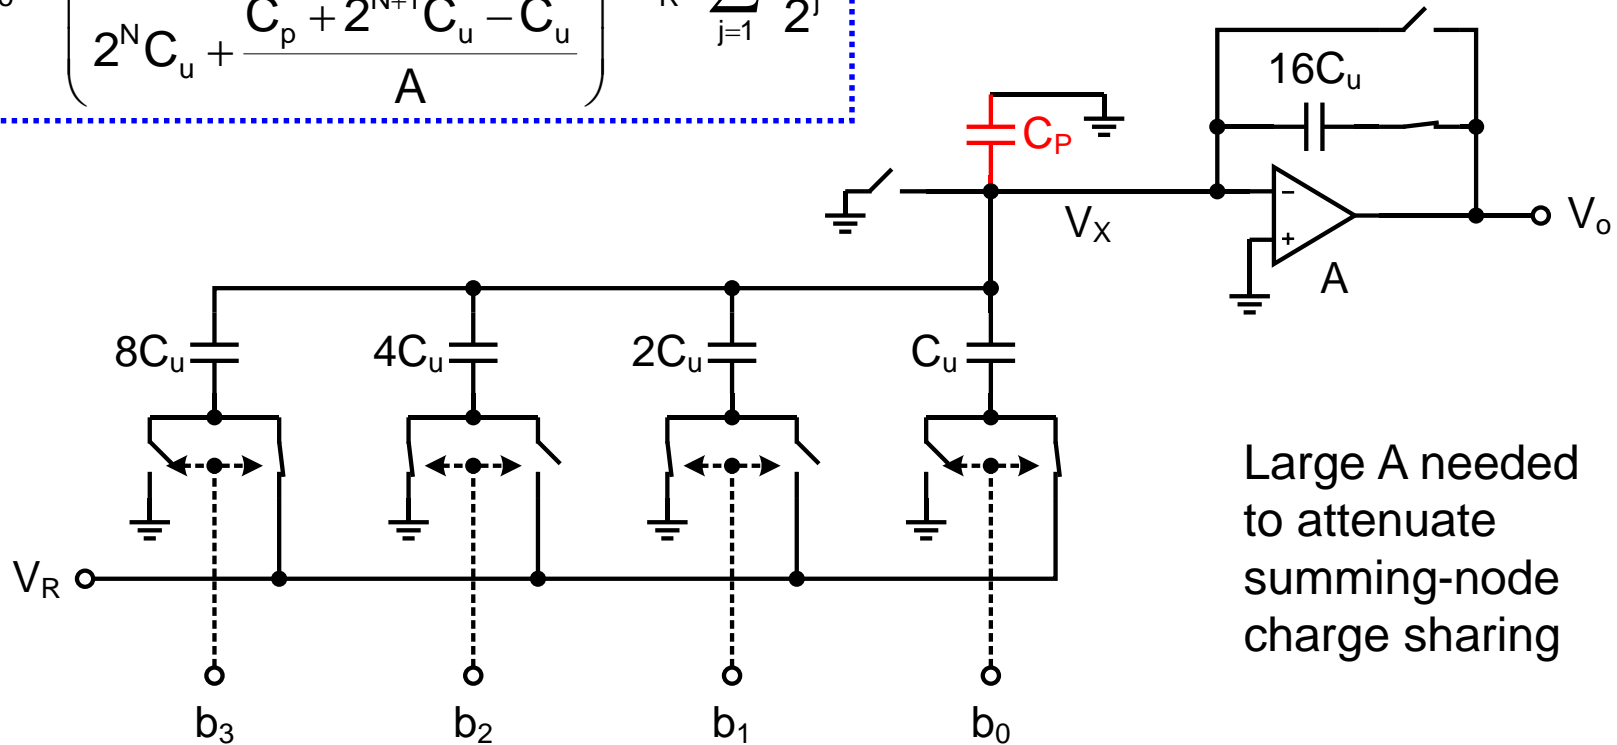 2^N C_u + (C_p + 2^{N+1} C_u − C_u) / A
R ∑ j=1 2^j
16C_u
C_P
−
V_X
V_o
+
A
8C_u
4C_u
2C_u
C_u
Large A needed
to attenuate
summing-node
charge sharing
V_R
b_3
b_2
b_1
b_0